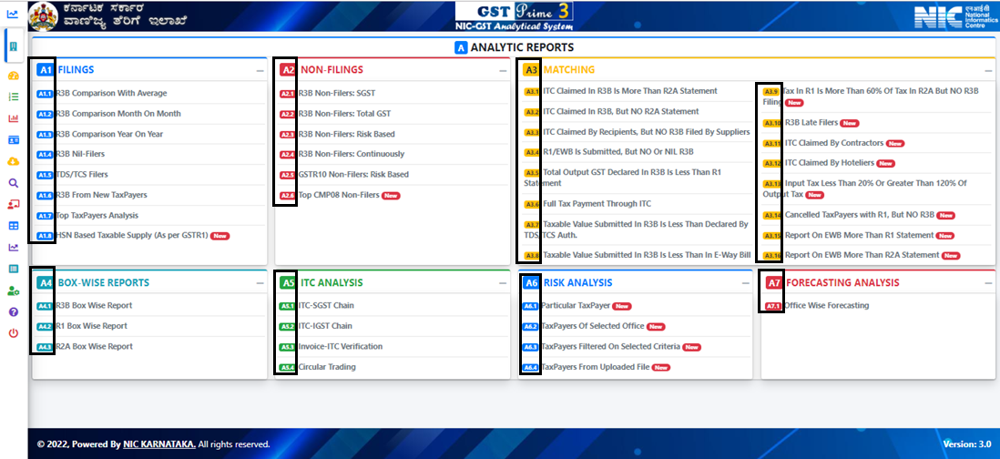 ಕರ್ನಾಟಕ ಸರ್ಕಾರ
ವಾಣಿಜ್ಯ ತೆರಿಗೆ ಇಲಾಖೆ
GST Prime 3
NIC-GST Analytical System
NIC
एन आई सी
National
Informatics
Centre
A ANALYTIC REPORTS
A1 FILINGS
A1.1 R3B Comparison With Average
A1.2 R3B Comparison Month On Month
A1.3 R3B Comparison Year On Year
A1.4 R3B Nil-Filers
A1.5 TDS/TCS Filers
A1.6 R3B From New TaxPayers
A1.7 Top TaxPayers Analysis
A1.8 HSN Based Taxable Supply (As per GSTR1) New
A2 NON-FILINGS
A2.1 R3B Non-Filers: SGST
A2.2 R3B Non-Filers: Total GST
A2.3 R3B Non-Filers: Risk Based
A2.4 R3B Non-Filers: Continuously
A2.5 GSTR10 Non-Filers: Risk Based
A2.6 Top CMP08 Non-Filers New
A3 MATCHING
A3.1 ITC Claimed In R3B Is More Than R2A Statement
A3.2 ITC Claimed In R3B, But NO R2A Statement
A3.3 ITC Claimed By Recipients, But NO R3B Filed By Suppliers
A3.4 R1/EWB Is Submitted, But NO Or NIL R3B
A3.5 Total Output GST Declared In R3B Is Less Than R1
Statement
A3.6 Full Tax Payment Through ITC
A3.7 Taxable Value Submitted In R3B Is Less Than Declared By
TDS/TCS Auth.
A3.8 Taxable Value Submitted In R3B Is Less Than In E-Way Bill
A3.9 Tax In R1 Is More Than 60% Of Tax In R2A But NO R3B
Filing New
A3.10 R3B Late Filers New
A3.11 ITC Claimed By Contractors New
A3.12 ITC Claimed By Hoteliers New
A3.13 Input Tax Less Than 20% Or Greater Than 120% Of
Output Tax New
A3.14 Cancelled TaxPayers with R1, But NO R3B New
A3.15 Report On EWB More Than R1 Statement New
A3.16 Report On EWB More Than R2A Statement New
A4 BOX-WISE REPORTS
A4.1 R3B Box Wise Report
A4.2 R1 Box Wise Report
A4.3 R2A Box Wise Report
A5 ITC ANALYSIS
A5.1 ITC-SGST Chain
A5.2 ITC-IGST Chain
A5.3 Invoice-ITC Verification
A5.4 Circular Trading
A6 RISK ANALYSIS
A6.1 Particular TaxPayer New
A6.2 TaxPayers Of Selected Office New
A6.3 TaxPayers Filtered On Selected Criteria New
A6.4 TaxPayers From Uploaded File New
A7 FORECASTING ANALYSIS
A7.1 Office Wise Forecasting
© 2022, Powered By NIC KARNATAKA. All rights reserved.
Version: 3.0